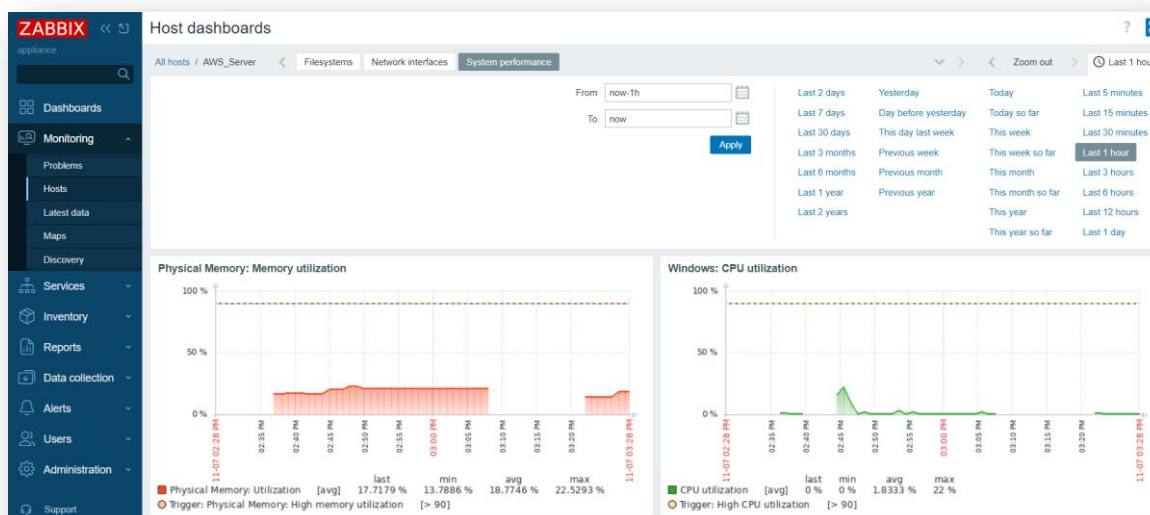 ZABBIX
appliance
Dashboards
Monitoring
Problems
Hosts
Latest data
Maps
Discovery
Services
Inventory
Reports
Data collection
Alerts
Users
Administration
Support
Host dashboards
?
All hosts / AWS_Server
Filesystems
Network interfaces
System performance
Zoom out
Last 1 hou
From now-1h
To now
Apply
Last 2 days Yesterday Today Last 5 minutes
Last 7 days Day before yesterday Today so far Last 15 minutes
Last 30 days This day last week This week Last 30 minutes
Last 3 months Previous week This week so far Last 1 hour
Last 6 months Previous month This month Last 3 hours
Last 1 year Previous year This month so far Last 6 hours
Last 2 years This year Last 12 hours
This year so far Last 1 day
Physical Memory: Memory utilization
100 %
50 %
0 %
11-07 02:28 PM
02:35 PM
02:40 PM
02:45 PM
02:50 PM
02:55 PM
03:00 PM
03:05 PM
03:10 PM
03:15 PM
03:20 PM
11-07 03:28 PM
last min avg max
Physical Memory: Utilization [avg] 17.7179 % 13.7886 % 18.7746 % 22.5293 %
Trigger: Physical Memory: High memory utilization [> 90]
Windows: CPU utilization
100 %
50 %
0 %
11-07 02:28 PM
02:35 PM
02:40 PM
02:45 PM
02:50 PM
02:55 PM
03:00 PM
03:05 PM
03:10 PM
03:15 PM
03:20 PM
11-07 03:28 PM
last min avg max
CPU utilization [avg] 0 % 0 % 1.8333 % 22 %
Trigger: High CPU utilization [> 90]